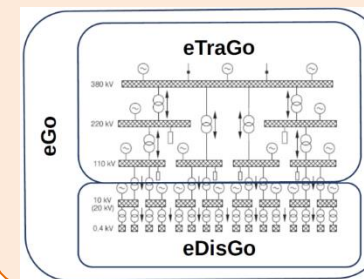 eGo
eTraGo
380 kV
220 kV
110 kV
10 kV
(20 kV)
0.4 kV
eDisGo